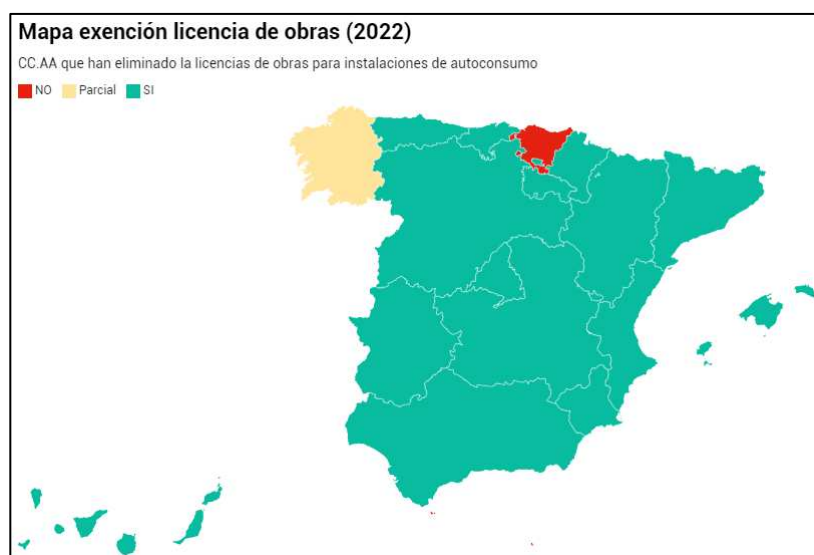 Mapa exención licencia de obras (2022)
CC.AA que han eliminado la licencias de obras para instalaciones de autoconsumo
NO Parcial SI